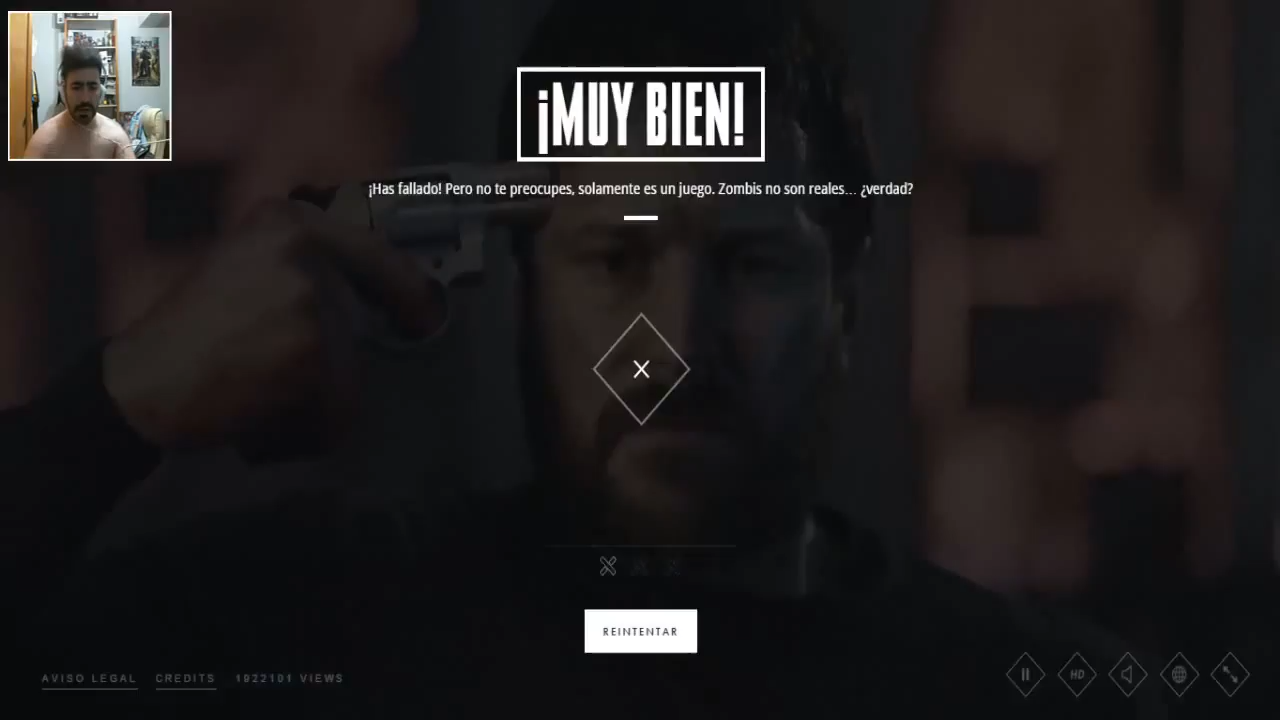 ¡MUY BIEN!
¡Has fallado! Pero no te preocupes, solamente es un juego. Zombis no son reales... ¿verdad?
X
REINTENTAR
AVISO LEGAL CREDITS 1922101 VIEWS
HD